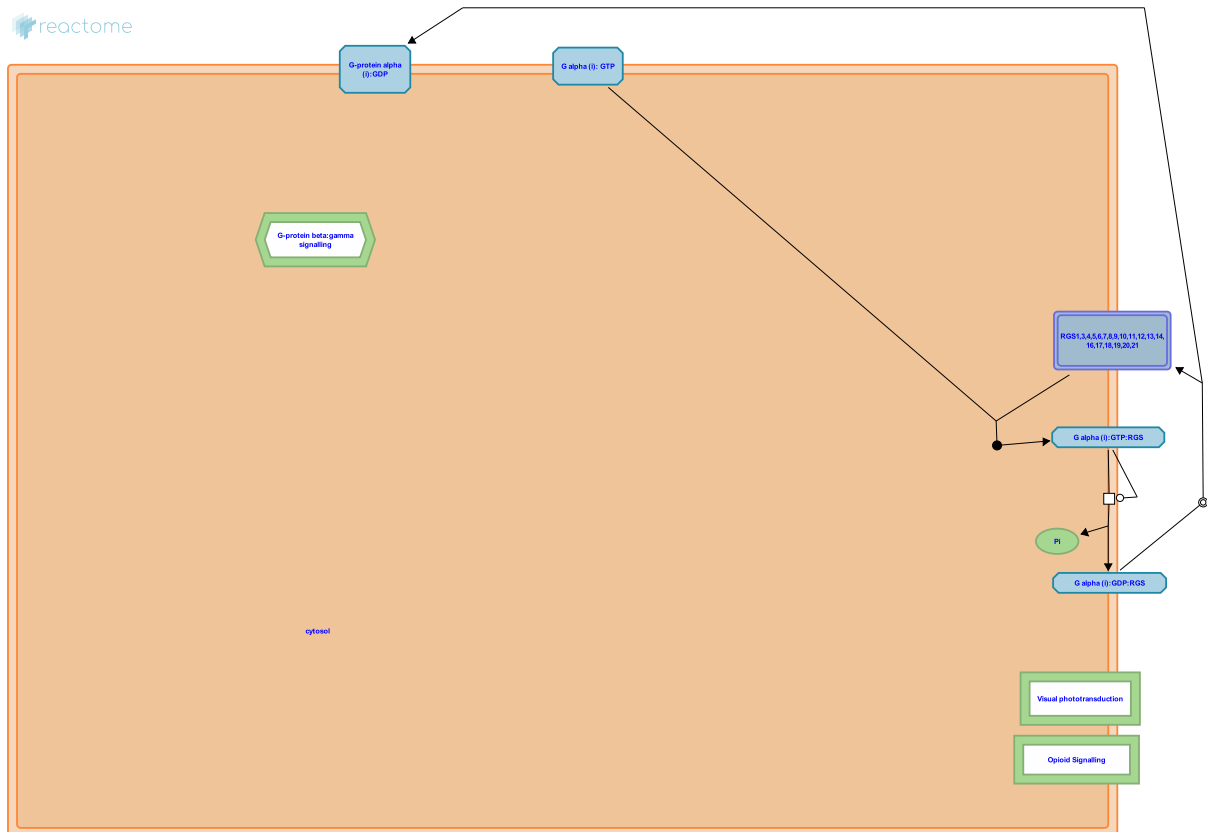 reactome
G-protein alpha
(i):GDP
G alpha (i): GTP
G-protein beta:gamma
signalling
RGS1,3,4,5,6,7,8,9,10,11,12,13,14,
16,17,18,19,20,21
G alpha (i):GTP:RGS
Pi
G alpha (i):GDP:RGS
cytosol
Visual phototransduction
Opioid Signalling